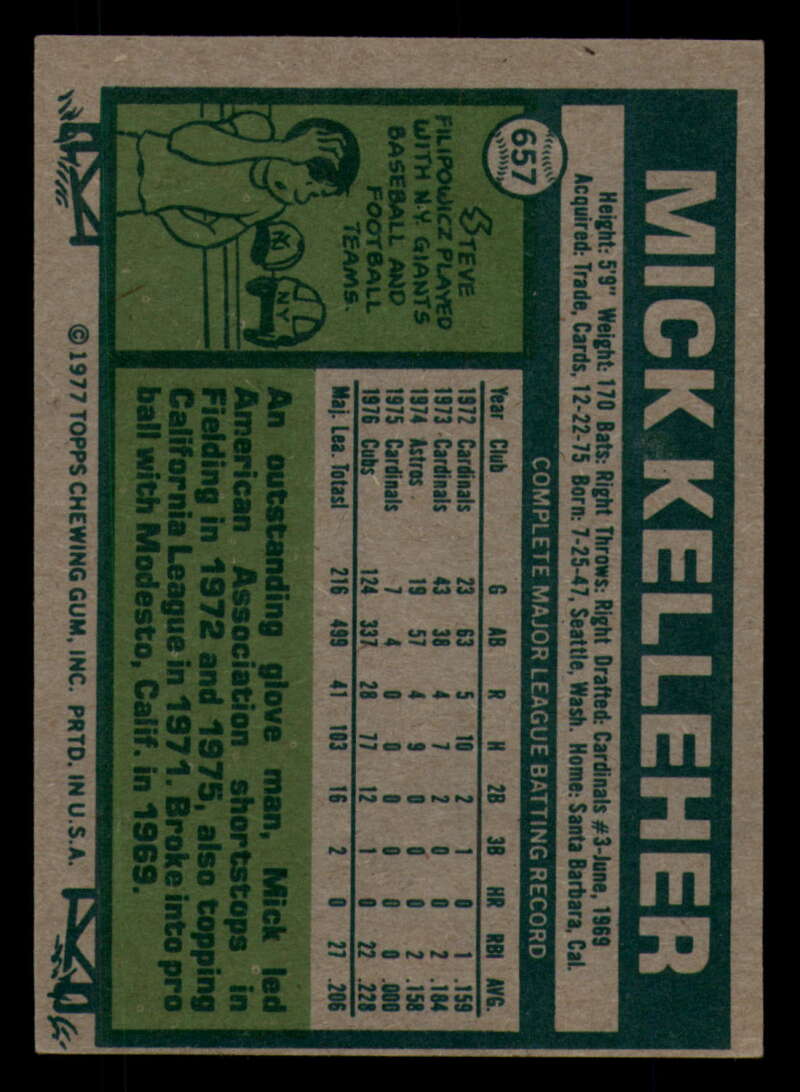 MICK KELLEHER
657
Height: 5'9" Weight: 170 Bats: Right Throws: Right Drafted: Cardinals #3-June, 1969
Acquired: Trade, Cards, 12-22-75 Born: 7-25-47, Seattle, Wash. Home: Santa Barbara, Cal.
COMPLETE MAJOR LEAGUE BATTING RECORD
Year Club G AB R H 2B 3B HR RBI AVG.
1972 Cardinals 23 63 5 10 2 1 0 1 .159
1973 Cardinals 43 38 4 7 2 0 0 2 .184
1974 Astros 19 57 4 9 0 0 0 2 .158
1975 Cardinals 7 4 0 0 0 0 0 0 .000
1976 Cubs 124 337 28 77 12 1 0 22 .228
Maj. Lea. Totasl 216 499 41 103 16 2 0 27 .206
STEVE
FILIPOWICZ PLAYED
WITH N.Y. GIANTS
BASEBALL AND
FOOTBALL
TEAMS.
NY
NY
An outstanding glove man, Mick led
American Association shortstops in
Fielding in 1972 and 1975, also topping
California League in 1971. Broke into pro
ball with Modesto, Calif. in 1969.
© 1977 TOPPS CHEWING GUM, INC. PRTD. IN U.S.A.